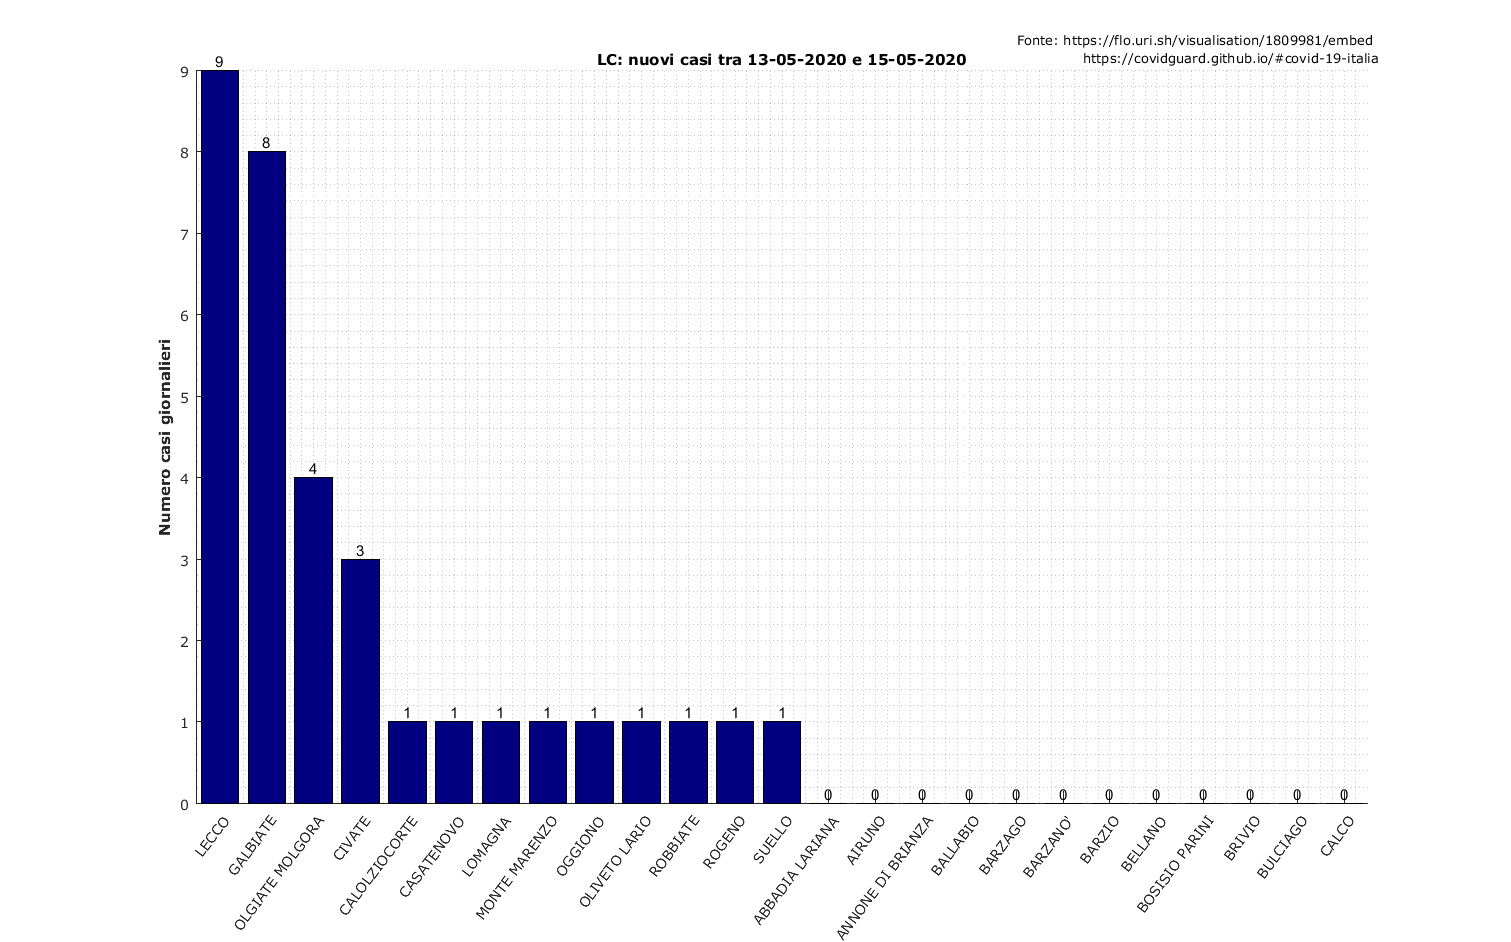 Fonte: https://flo.uri.sh/visualisation/1809981/embed
https://covidguard.github.io/#covid-19-italia
LC: nuovi casi tra 13-05-2020 e 15-05-2020
Numero casi giornalieri
9
8
7
6
5
4
3
2
1
0
9
8
4
3
1
1
1
1
1
1
1
1
1
0
0
0
0
0
0
0
0
0
0
0
0
LECCO
GALBIATE
OLGIATE MOLGORA
CIVATE
CALOLZIOCORTE
CASATENOVO
LOMAGNA
MONTE MARENZO
OGGIONO
OLIVETO LARIO
ROBBIATE
ROGENO
SUELLO
ABBADIA LARIANA
AIRUNO
ANNONE DI BRIANZA
BALLABIO
BARZAGO
BARZANO'
BARZIO
BELLANO
BOSISIO PARINI
BRIVIO
BULCIAGO
CALCO